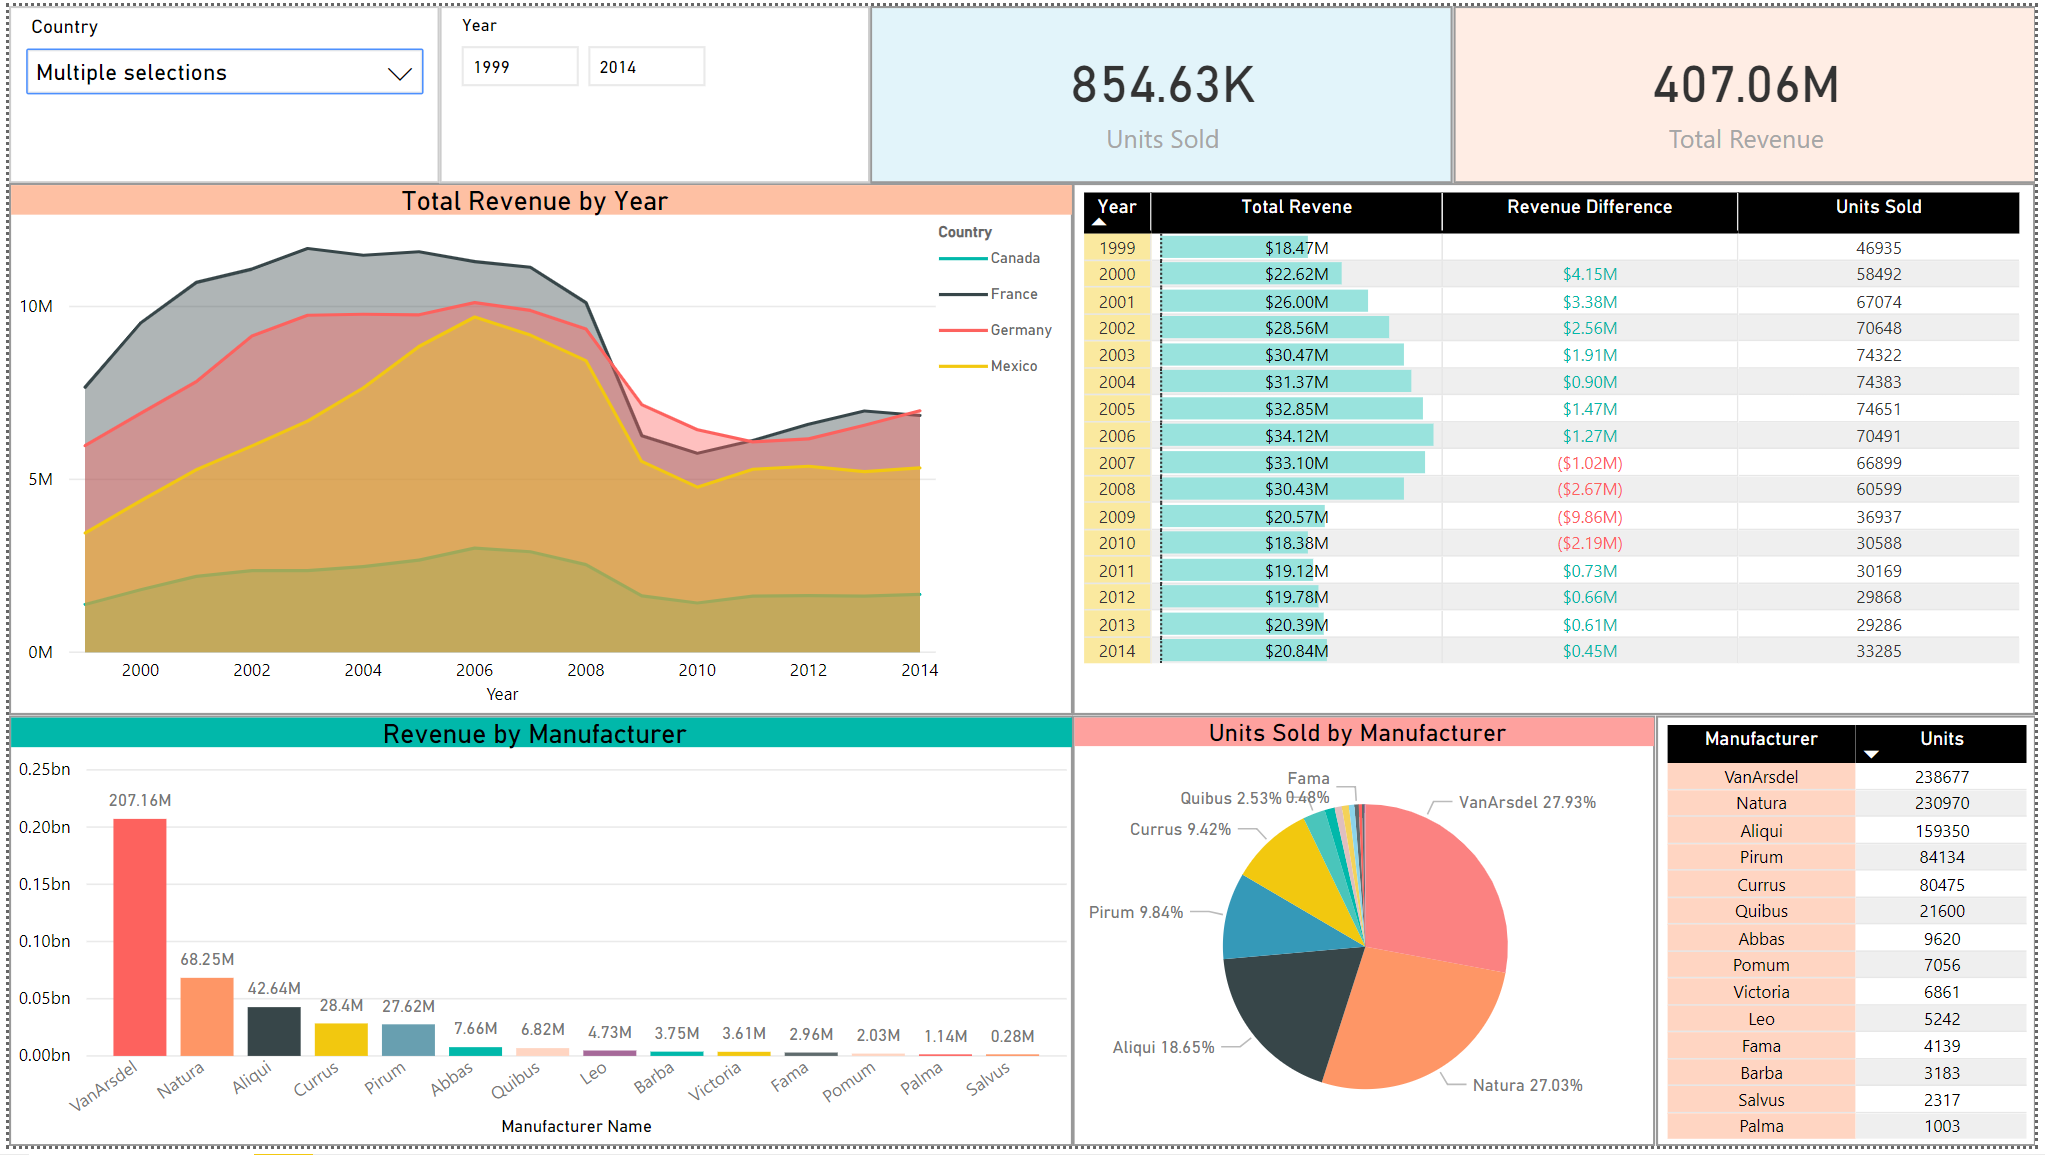 Country
Multiple selections
Year
1999 2014
854.63K
Units Sold
407.06M
Total Revenue
Total Revenue by Year
Country
Canada
France
Germany
Mexico
10M
5M
0M
2000 2002 2004 2006 2008 2010 2012 2014
Year
Year Total Revene Revenue Difference Units Sold
1999 $18.47M 46935
2000 $22.62M $4.15M 58492
2001 $26.00M $3.38M 67074
2002 $28.56M $2.56M 70648
2003 $30.47M $1.91M 74322
2004 $31.37M $0.90M 74383
2005 $32.85M $1.47M 74651
2006 $34.12M $1.27M 70491
2007 $33.10M ($1.02M) 66899
2008 $30.43M ($2.67M) 60599
2009 $20.57M ($9.86M) 36937
2010 $18.38M ($2.19M) 30588
2011 $19.12M $0.73M 30169
2012 $19.78M $0.66M 29868
2013 $20.39M $0.61M 29286
2014 $20.84M $0.45M 33285
Revenue by Manufacturer
0.25bn
0.20bn
0.15bn
0.10bn
0.05bn
0.00bn
207.16M 68.25M 42.64M 28.4M 27.62M 7.66M 6.82M 4.73M 3.75M 3.61M 2.96M 2.03M 1.14M 0.28M
VanArsdel Natura Aliqui Currus Pirum Abbas Quibus Leo Barba Victoria Fama Pomum Palma Salvus
Manufacturer Name
Units Sold by Manufacturer
Fama
0.48%
Quibus 2.53%
VanArsdel 27.93%
Currus 9.42%
Pirum 9.84%
Aliqui 18.65%
Natura 27.03%
Manufacturer Units
VanArsdel 238677
Natura 230970
Aliqui 159350
Pirum 84134
Currus 80475
Quibus 21600
Abbas 9620
Pomum 7056
Victoria 6861
Leo 5242
Fama 4139
Barba 3183
Salvus 2317
Palma 1003